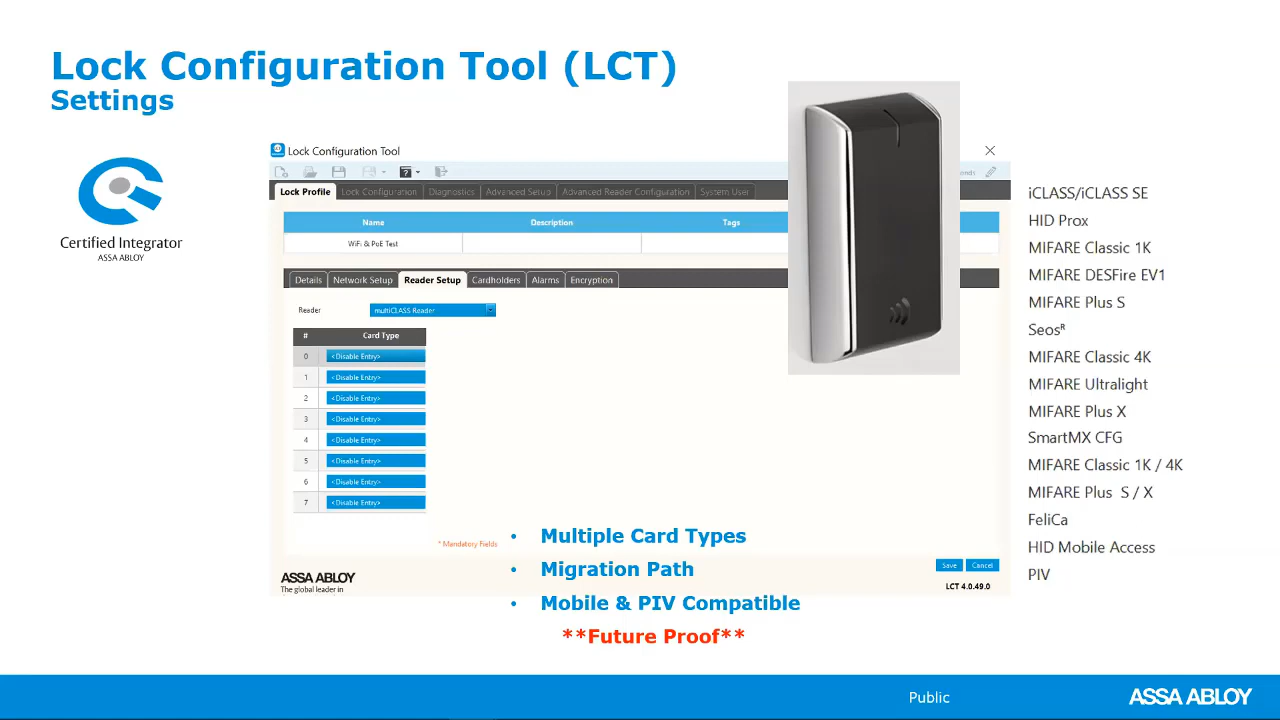 Lock Configuration Tool (LCT)
Settings
Certified Integrator
ASSA ABLOY
Lock Configuration Tool
Lock Profile Lock Configuration Diagnostics Advanced Setup Advanced Reader Configuration System User
Name Description Tags
WiFi & PoE Test
Details Network Setup Reader Setup Cardholders Alarms Encryption
Reader multiCLASS Reader
# Card Type
0 <Disable Entry>
1 <Disable Entry>
2 <Disable Entry>
3 <Disable Entry>
4 <Disable Entry>
5 <Disable Entry>
6 <Disable Entry>
7 <Disable Entry>
* Mandatory Fields
Save Cancel
ASSA ABLOY
The global leader in
LCT 4.0.49.0
• Multiple Card Types
• Migration Path
• Mobile & PIV Compatible
**Future Proof**
iCLASS/iCLASS SE
HID Prox
MIFARE Classic 1K
MIFARE DESFire EV1
MIFARE Plus S
Seosᴿ
MIFARE Classic 4K
MIFARE Ultralight
MIFARE Plus X
SmartMX CFG
MIFARE Classic 1K / 4K
MIFARE Plus S / X
FeliCa
HID Mobile Access
PIV
Public
ASSA ABLOY